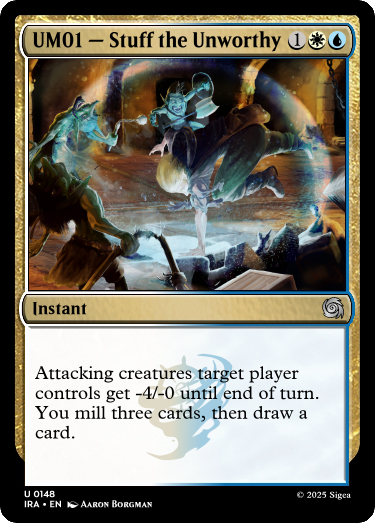 UM01 — Stuff the Unworthy 1
Instant
Attacking creatures target player
controls get -4/-0 until end of turn.
You mill three cards, then draw a
card.
U 0148
IRA • EN Aaron Borgman
© 2025 Sigea